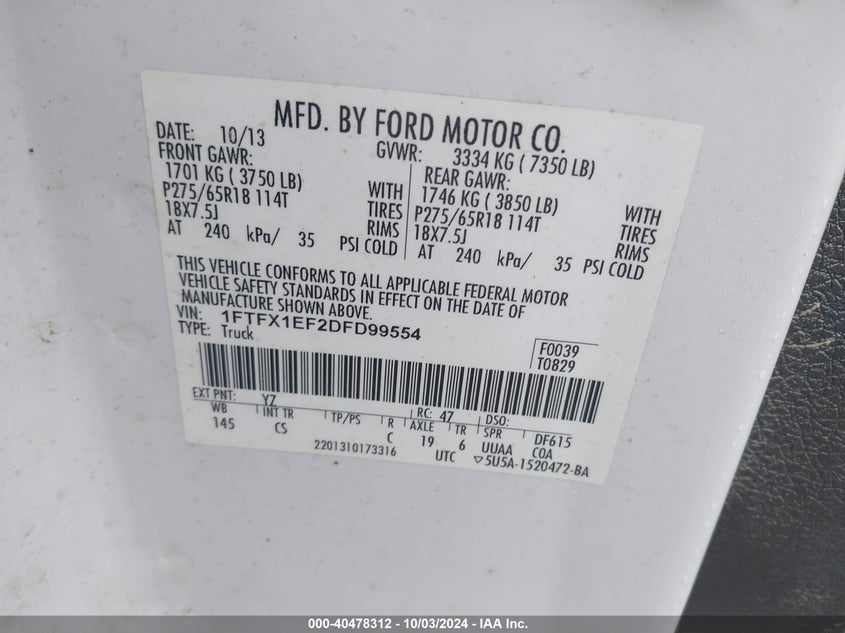 MFD. BY FORD MOTOR CO.
DATE: 10/13 GVWR: 3334 KG ( 7350 LB)
FRONT GAWR: REAR GAWR:
1701 KG ( 3750 LB) WITH 1746 KG ( 3850 LB) WITH
P275/65R18 114T TIRES P275/65R18 114T TIRES
18X7.5J RIMS 18X7.5J RIMS
AT 240 kPa/ 35 PSI COLD AT 240 kPa/ 35 PSI COLD
THIS VEHICLE CONFORMS TO ALL APPLICABLE FEDERAL MOTOR
VEHICLE SAFETY STANDARDS IN EFFECT ON THE DATE OF
MANUFACTURE SHOWN ABOVE.
VIN: 1FTFX1EF2DFD99554
TYPE: Truck
F0039
T0829
EXT PNT: YZ RC: 47 DSO:
WB INT TR TP/PS R AXLE TR SPR DF615
145 CS C 19 6 UUAA COA
2201310173316 UTC ▽5U5A-1520472-BA
000-40478312 - 10/03/2024 - IAA Inc.